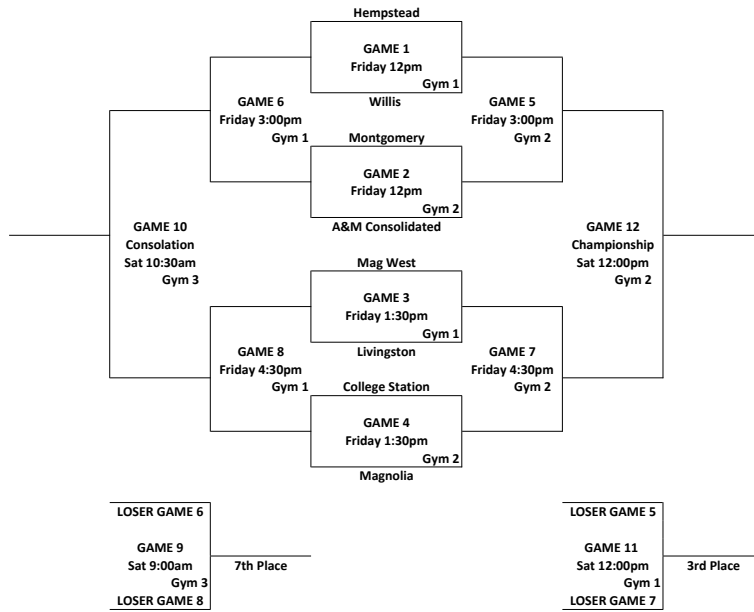 Hempstead
GAME 1
Friday 12pm
Gym 1
Willis
GAME 6
Friday 3:00pm
Gym 1
GAME 5
Friday 3:00pm
Gym 2
Montgomery
GAME 2
Friday 12pm
Gym 2
A&M Consolidated
GAME 10
Consolation
Sat 10:30am
Gym 3
GAME 12
Championship
Sat 12:00pm
Gym 2
Mag West
GAME 3
Friday 1:30pm
Gym 1
Livingston
GAME 8
Friday 4:30pm
Gym 1
GAME 7
Friday 4:30pm
Gym 2
College Station
GAME 4
Friday 1:30pm
Gym 2
Magnolia
LOSER GAME 6
GAME 9
Sat 9:00am
Gym 3
LOSER GAME 8
7th Place
LOSER GAME 5
GAME 11
Sat 12:00pm
Gym 1
LOSER GAME 7
3rd Place